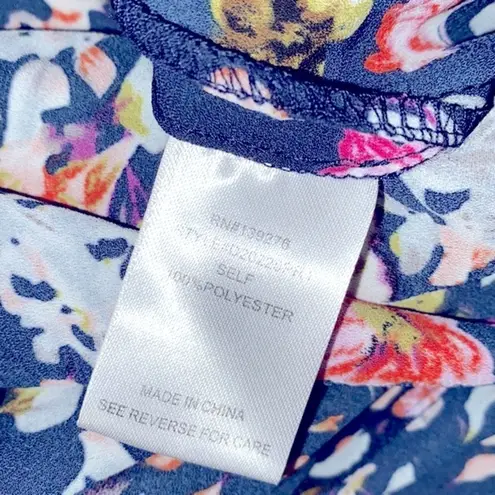 RN#139276
SELF
100%POLYESTER
MADE IN CHINA
SEE REVERSE FOR CARE